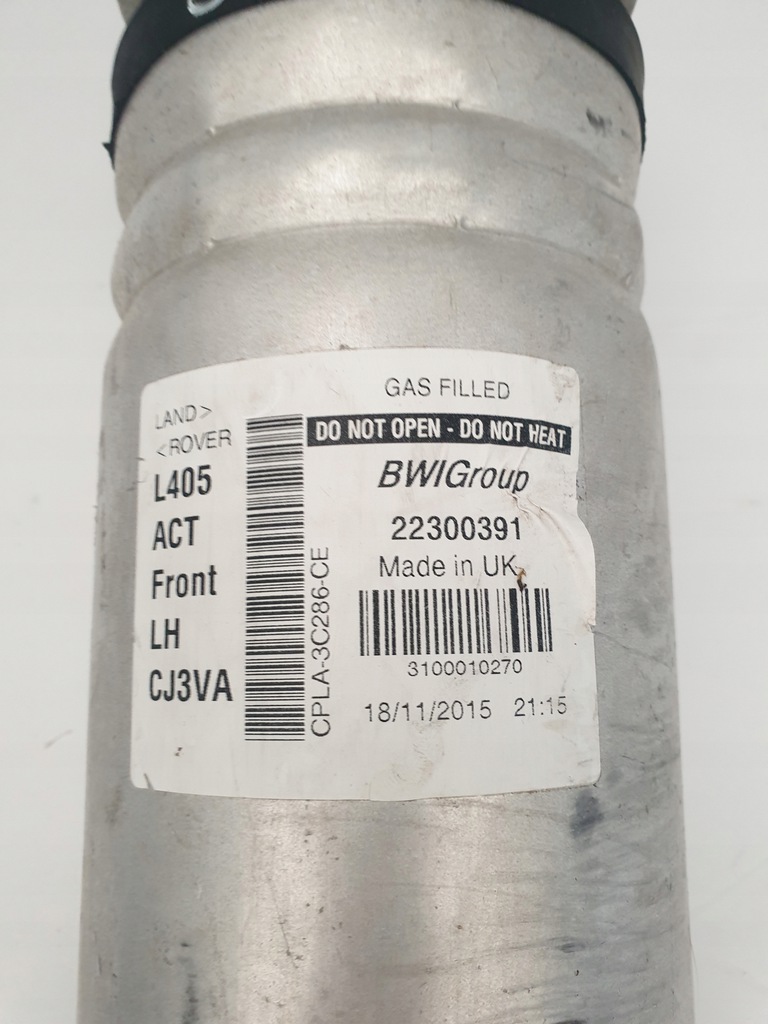 LAND>
<ROVER
L405
ACT
Front
LH
CJ3VA
CPLA-3C286-CE
GAS FILLED
DO NOT OPEN - DO NOT HEAT
BWIGroup
22300391
Made in UK
3100010270
18/11/2015 21:15